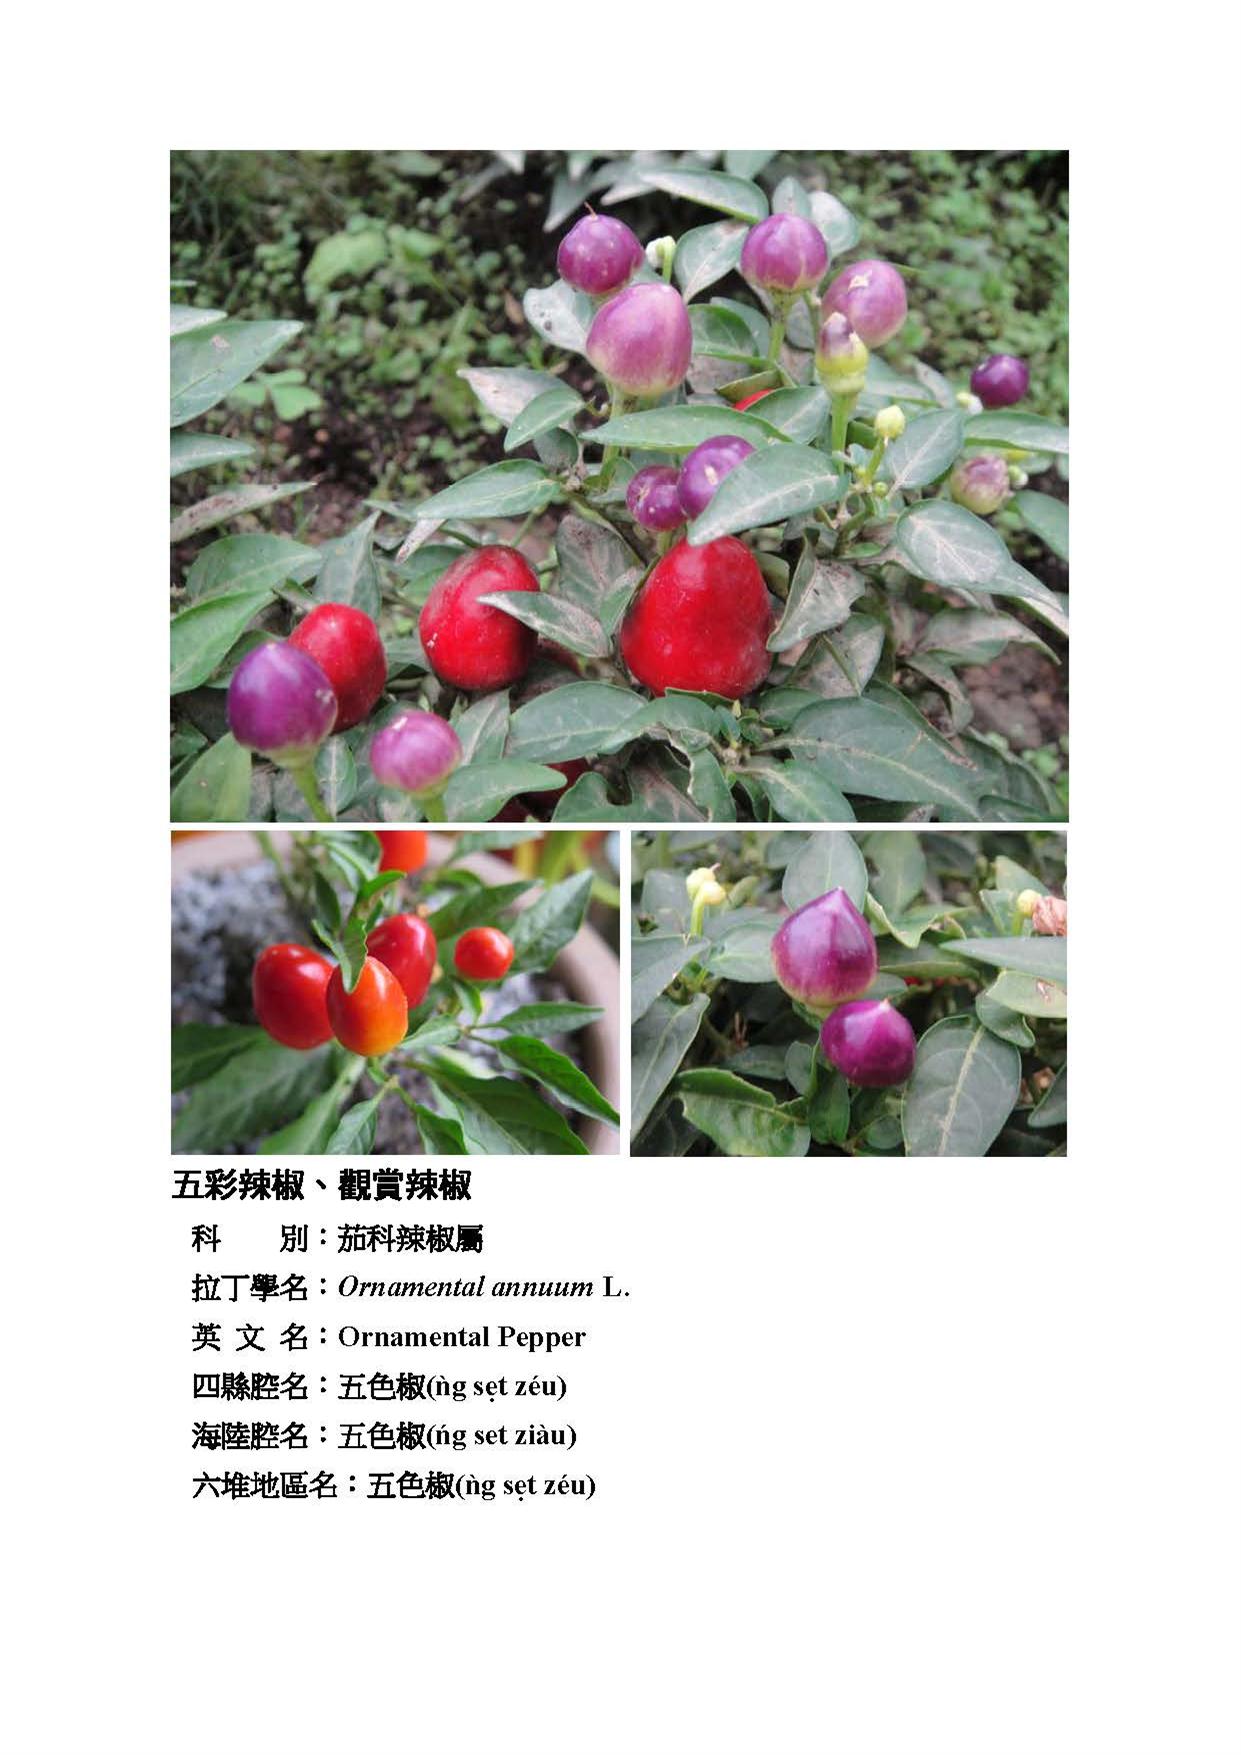 五彩辣椒、觀賞辣椒
科　　別：茄科辣椒屬
拉丁學名：Ornamental annuum L.
英 文 名：Ornamental Pepper
四縣腔名：五色椒(ǹg sẹt zéu)
海陸腔名：五色椒(ńg set ziàu)
六堆地區名：五色椒(ǹg sẹt zéu)